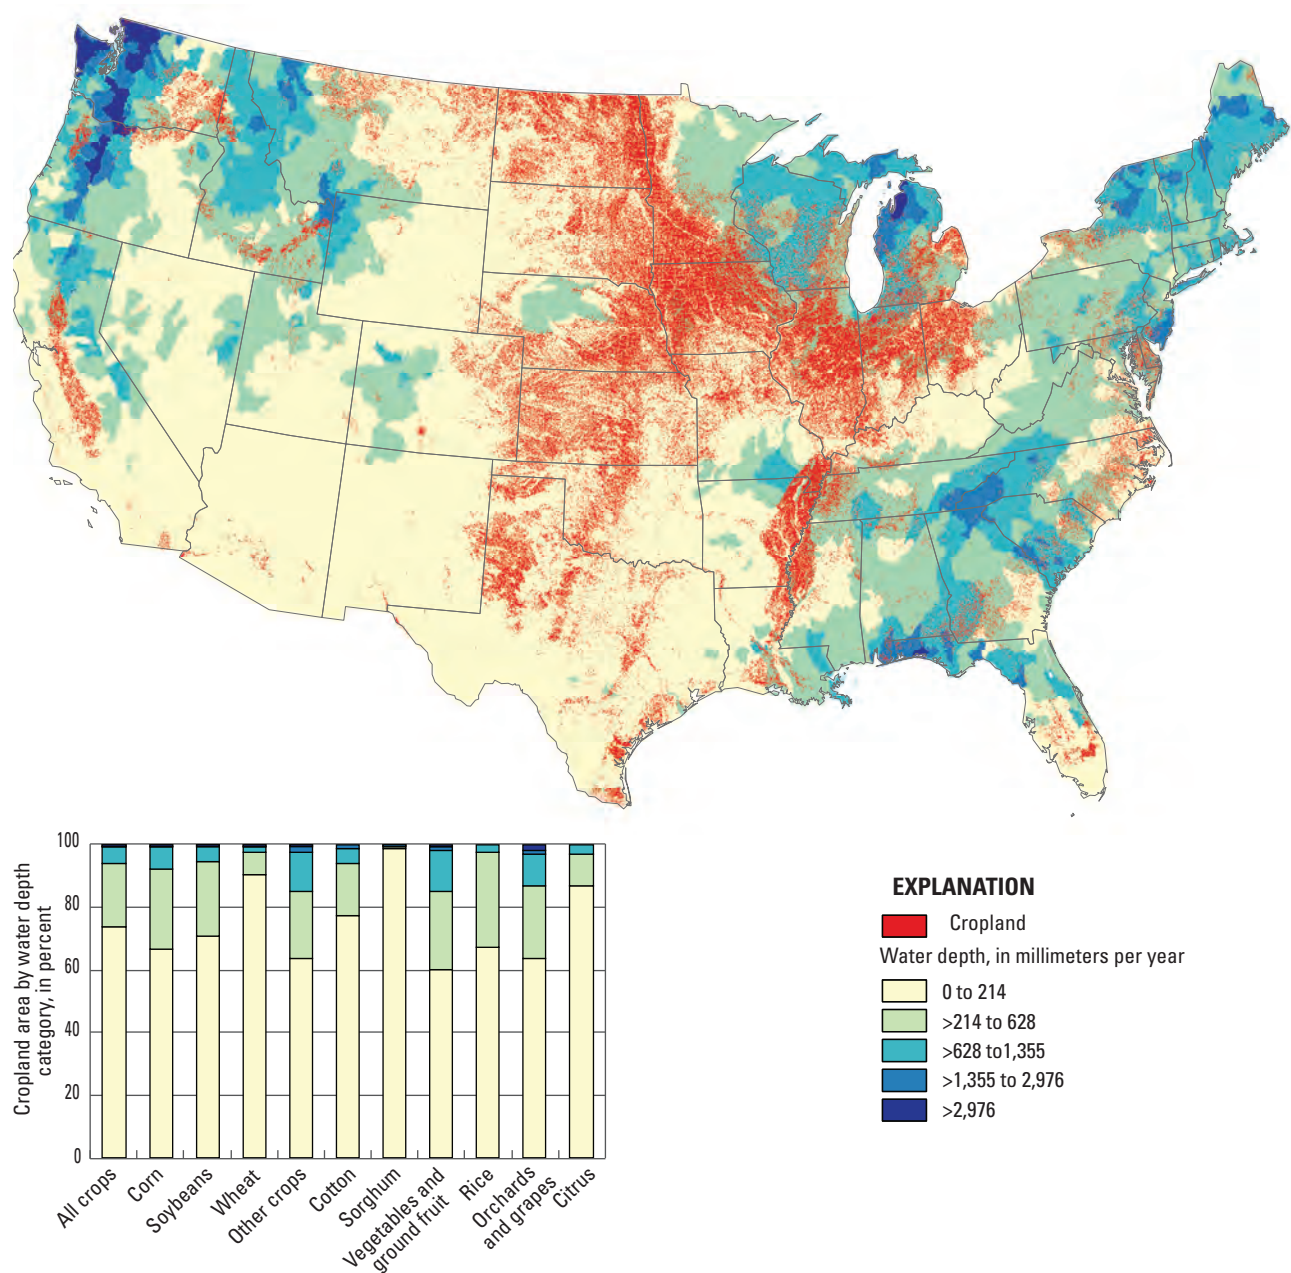 100
80
60
40
20
0
Cropland area by water depth
category, in percent
All crops
Corn
Soybeans
Wheat
Other crops
Cotton
Sorghum
Vegetables and
ground fruit
Rice
Orchards
and grapes
Citrus
EXPLANATION
Cropland
Water depth, in millimeters per year
0 to 214
>214 to 628
>628 to1,355
>1,355 to 2,976
>2,976